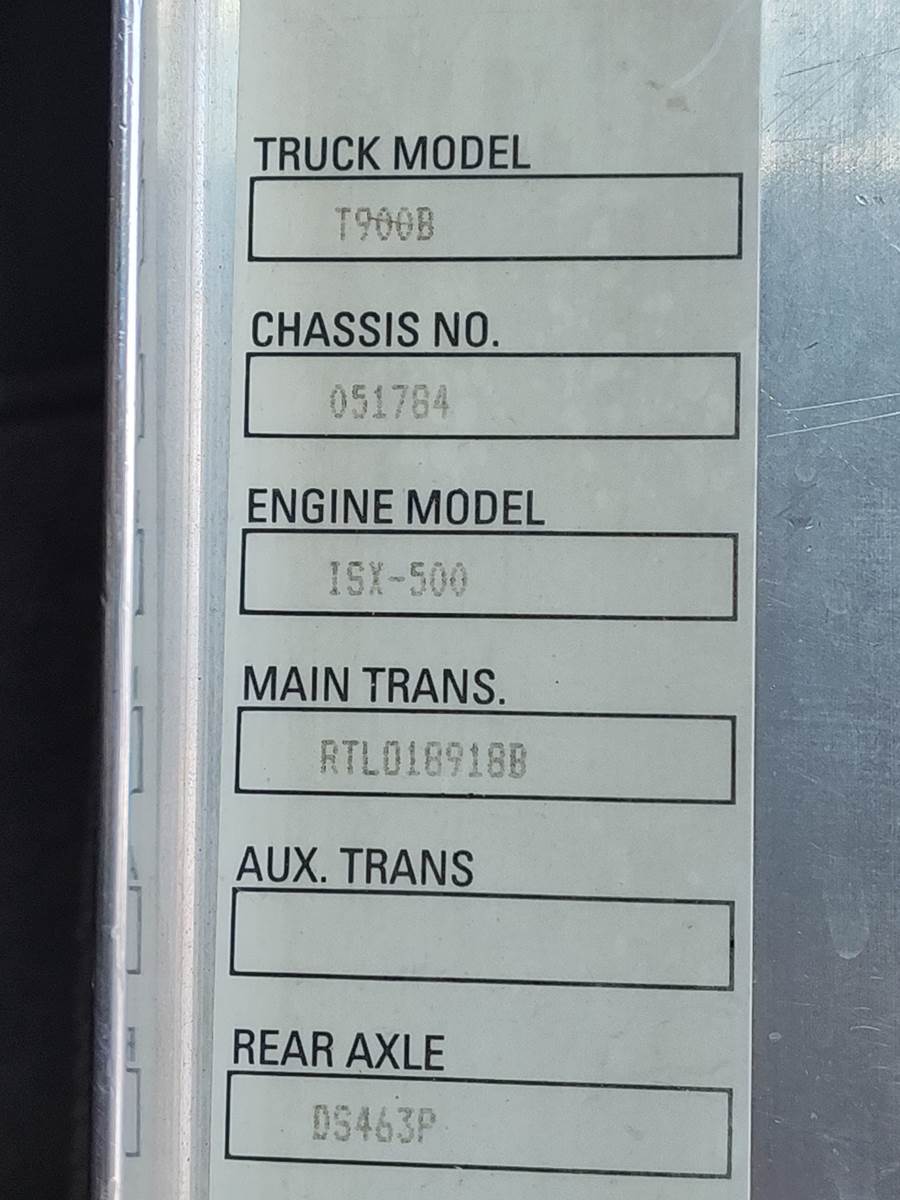 TRUCK MODEL
T900B
CHASSIS NO.
051784
ENGINE MODEL
ISX-500
MAIN TRANS.
RTLO18918B
AUX. TRANS
REAR AXLE
DS463P